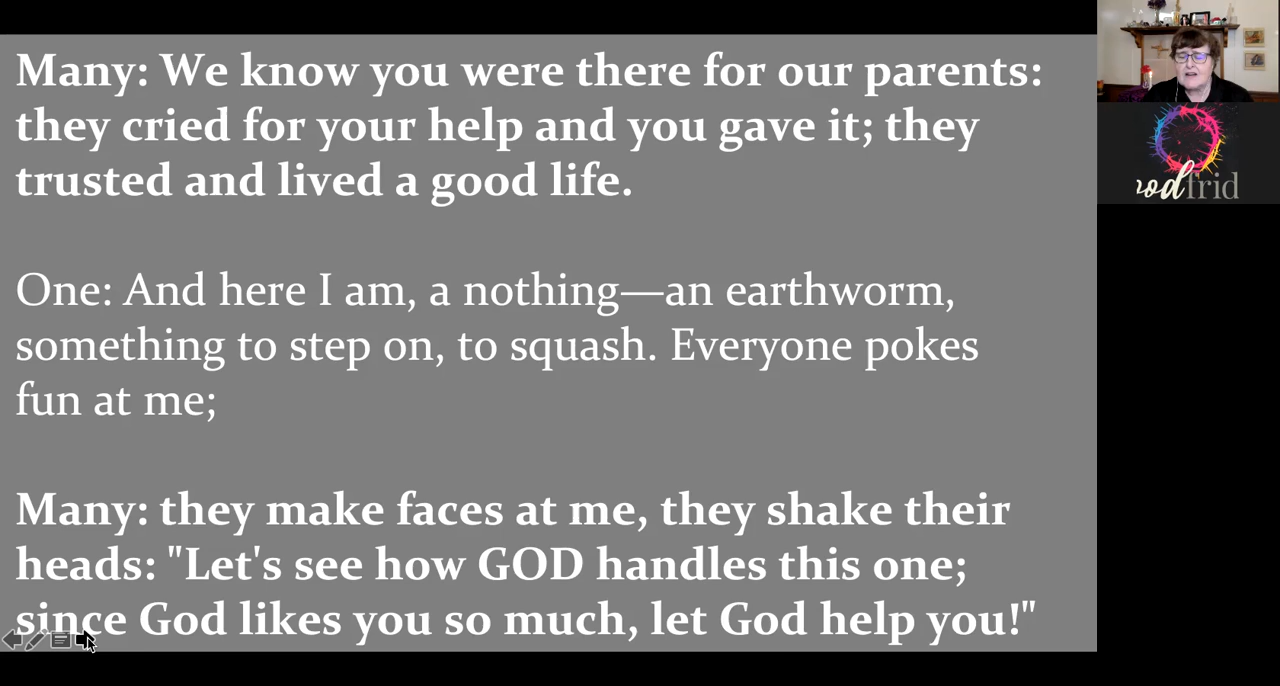 Many: We know you were there for our parents:
they cried for your help and you gave it; they
trusted and lived a good life.
One: And here I am, a nothing—an earthworm,
something to step on, to squash. Everyone pokes
fun at me;
Many: they make faces at me, they shake their
heads: "Let's see how GOD handles this one;
since God likes you so much, let God help you!"
odfrid